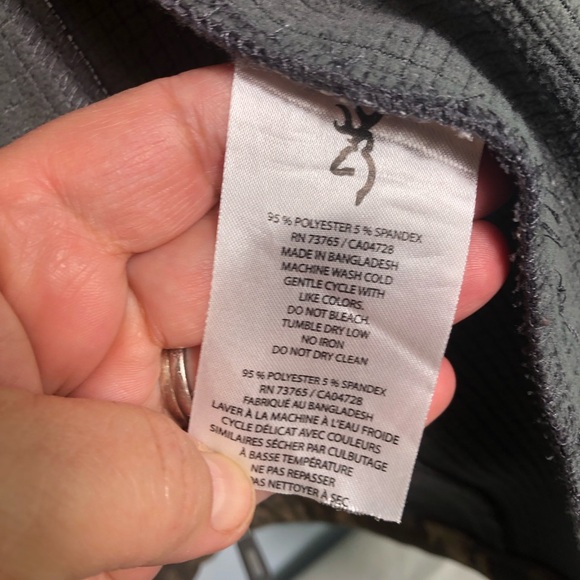 95 % POLYESTER 5 % SPANDEX
RN 73765 / CA04728
MADE IN BANGLADESH
MACHINE WASH COLD
GENTLE CYCLE WITH
LIKE COLORS.
DO NOT BLEACH.
TUMBLE DRY LOW
NO IRON
DO NOT DRY CLEAN
95 % POLYESTER 5 % SPANDEX
RN 73765 / CA04728
FABRIQUÉ AU BANGLADESH
LAVER À LA MACHINE À L'EAU FROIDE
CYCLE DÉLICAT AVEC COULEURS
SIMILAIRES SÉCHER PAR CULBUTAGE
À BASSE TEMPÉRATURE
NE PAS REPASSER
PAS NETTOYER À SEC